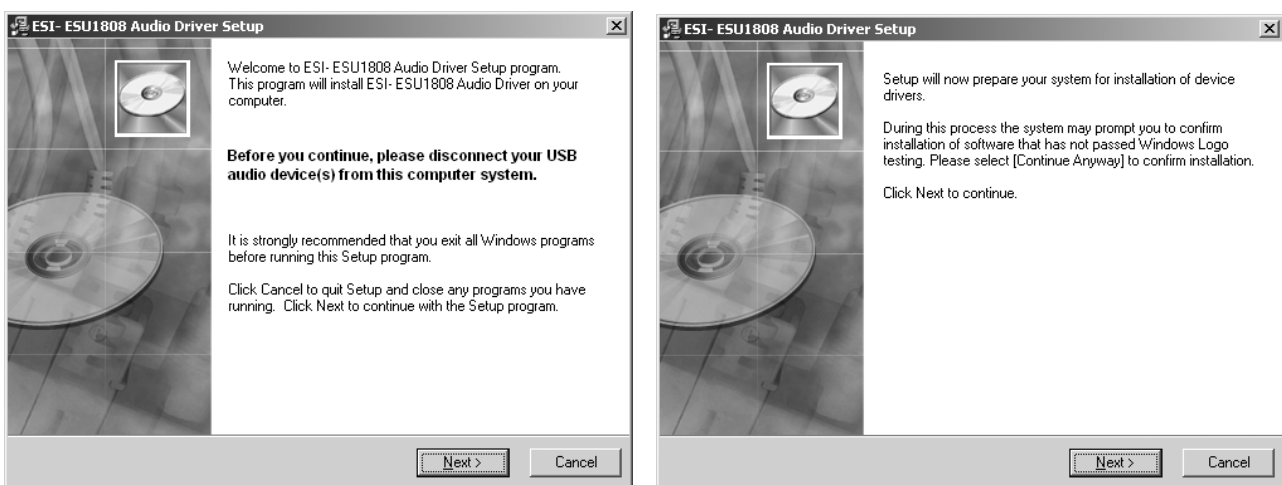 ESI- ESU1808 Audio Driver Setup
Welcome to ESI- ESU1808 Audio Driver Setup program.
This program will install ESI- ESU1808 Audio Driver on your
computer.
Before you continue, please disconnect your USB
audio device(s) from this computer system.
It is strongly recommended that you exit all Windows programs
before running this Setup program.
Click Cancel to quit Setup and close any programs you have
running. Click Next to continue with the Setup program.
Next >
Cancel
ESI- ESU1808 Audio Driver Setup
Setup will now prepare your system for installation of device
drivers.
During this process the system may prompt you to confirm
installation of software that has not passed Windows Logo
testing. Please select [Continue Anyway] to confirm installation.
Click Next to continue.
Next >
Cancel